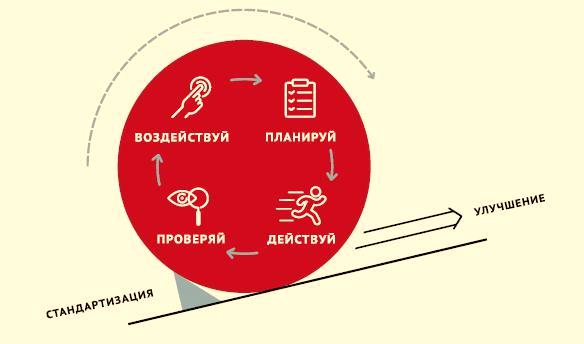 ВОЗДЕЙСТВУЙ
ПЛАНИРУЙ
ПРОВЕРЯЙ
ДЕЙСТВУЙ
УЛУЧШЕНИЕ
СТАНДАРТИЗАЦИЯ